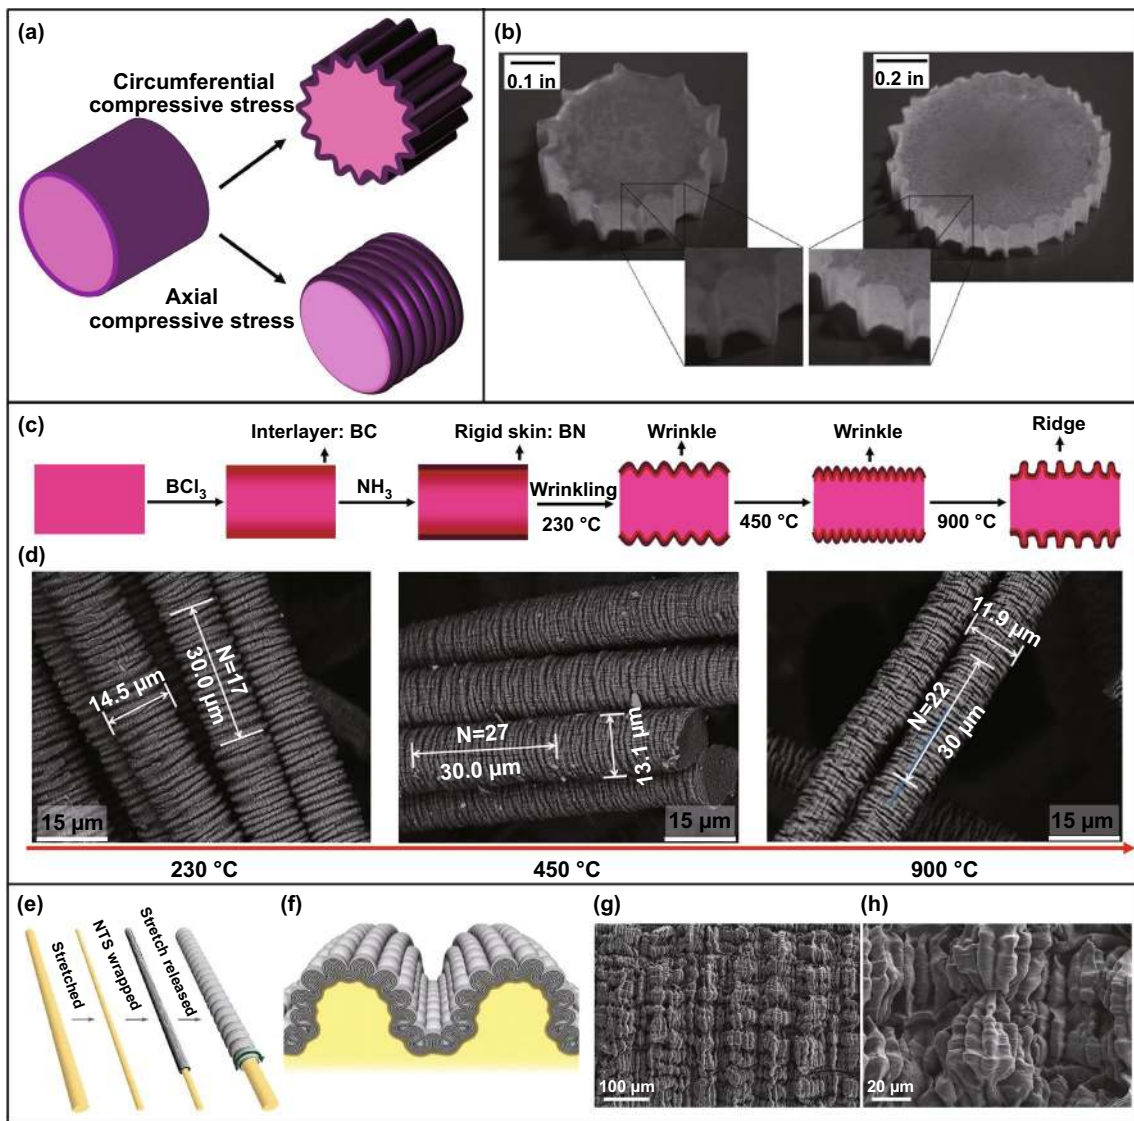 (a)
Circumferential
compressive stress
Axial
compressive stress
(b)
0.1 in
0.2 in
(c)
Interlayer: BC
Rigid skin: BN
Wrinkle
Wrinkle
Ridge
BCl₃
NH₃
Wrinkling
230 °C
450 °C
900 °C
(d)
14.5 µm
N=17
30.0 µm
15 µm
N=27
30.0 µm
13.1 µm
15 µm
11.9 µm
N=22
30 µm
15 µm
230 °C
450 °C
900 °C
(e)
Stretched
NTS wrapped
Stretch released
(f)
(g)
100 µm
(h)
20 µm